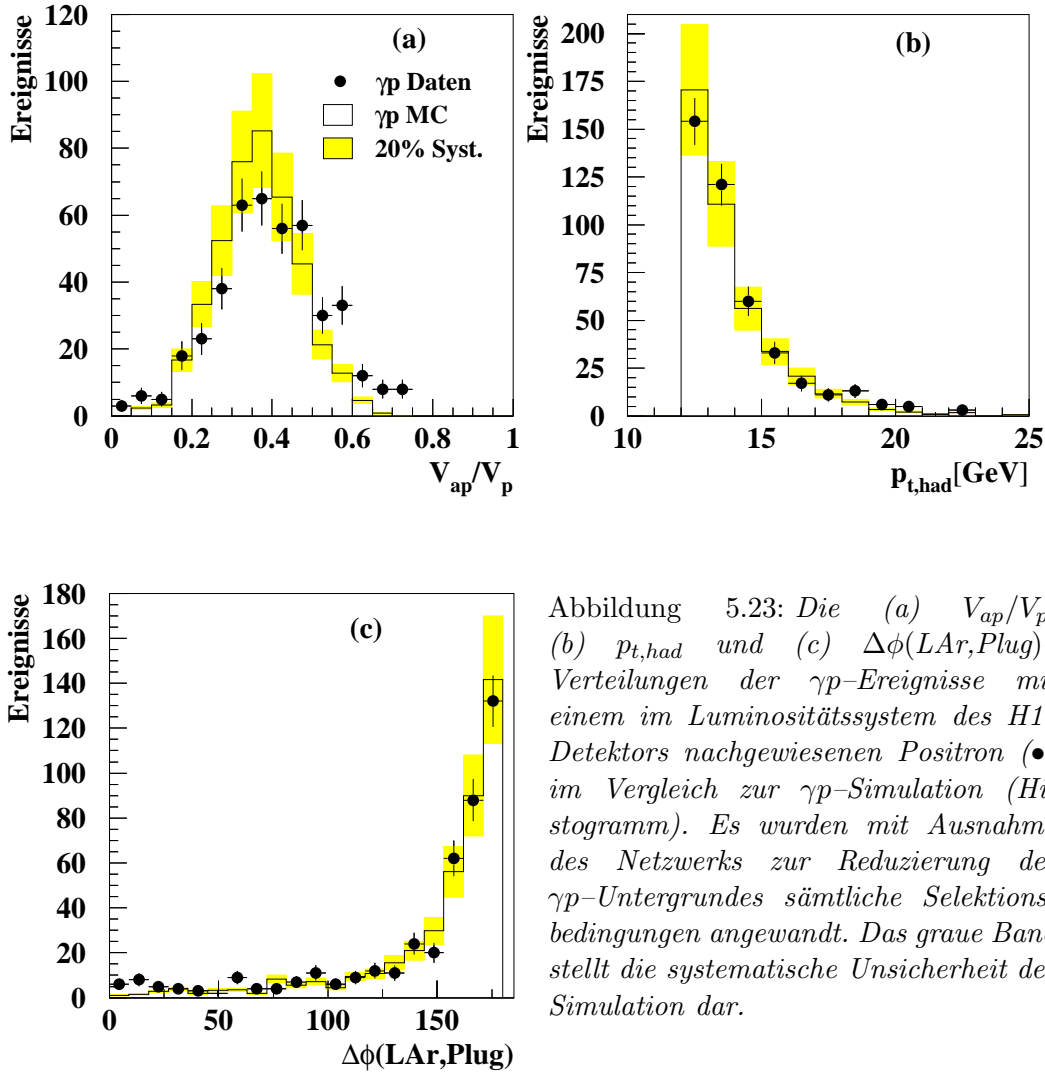 Ereignisse
120
100
80
60
40
20
0
(a)
γp Daten
γp MC
20% Syst.
0 0.2 0.4 0.6 0.8 1
V_ap/V_p
Ereignisse
200
175
150
125
100
75
50
25
0
(b)
10 15 20 25
p_t,had[GeV]
Ereignisse
180
160
140
120
100
80
60
40
20
0
(c)
0 50 100 150
Δϕ(LAr,Plug)
Abbildung 5.23: Die (a) V_ap/V_p
(b) p_t,had und (c) Δϕ(LAr,Plug)
Verteilungen der γp–Ereignisse mi
einem im Luminositätssystem des H1
Detektors nachgewiesenen Positron (●
im Vergleich zur γp–Simulation (Hi
stogramm). Es wurden mit Ausnahm
des Netzwerks zur Reduzierung de
γp–Untergrundes sämtliche Selektions
bedingungen angewandt. Das graue Ban
stellt die systematische Unsicherheit de
Simulation dar.